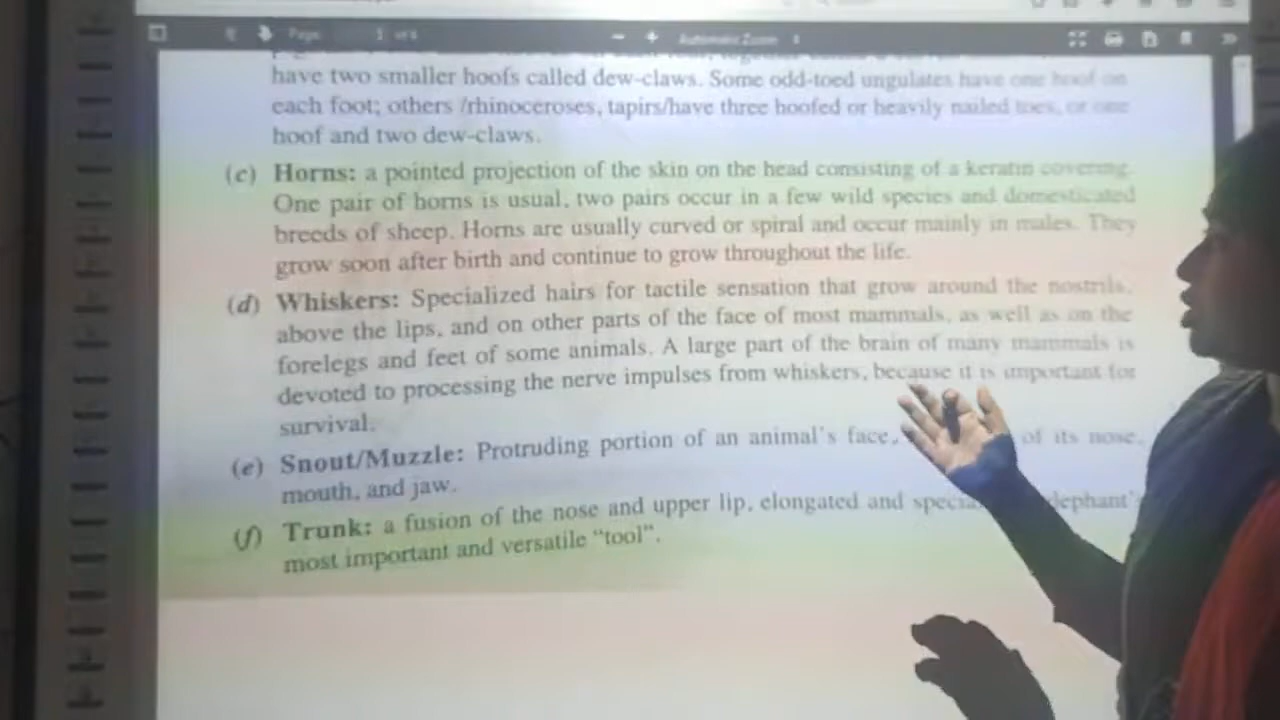 Page 1 of 6
− + Automatic Zoom
have two smaller hoofs called dew-claws. Some odd-toed ungulates have one hoof on
each foot; others /rhinoceroses, tapirs/have three hoofed or heavily nailed toes, or one
hoof and two dew-claws.
(c) Horns: a pointed projection of the skin on the head consisting of a keratin covering.
One pair of horns is usual, two pairs occur in a few wild species and domesticated
breeds of sheep. Horns are usually curved or spiral and occur mainly in males. They
grow soon after birth and continue to grow throughout the life.
(d) Whiskers: Specialized hairs for tactile sensation that grow around the nostrils,
above the lips, and on other parts of the face of most mammals, as well as on the
forelegs and feet of some animals. A large part of the brain of many mammals is
devoted to processing the nerve impulses from whiskers, because it is important for
survival.
(e) Snout/Muzzle: Protruding portion of an animal's face, of its nose,
mouth, and jaw.
(f) Trunk: a fusion of the nose and upper lip, elongated and
most important and versatile "tool".